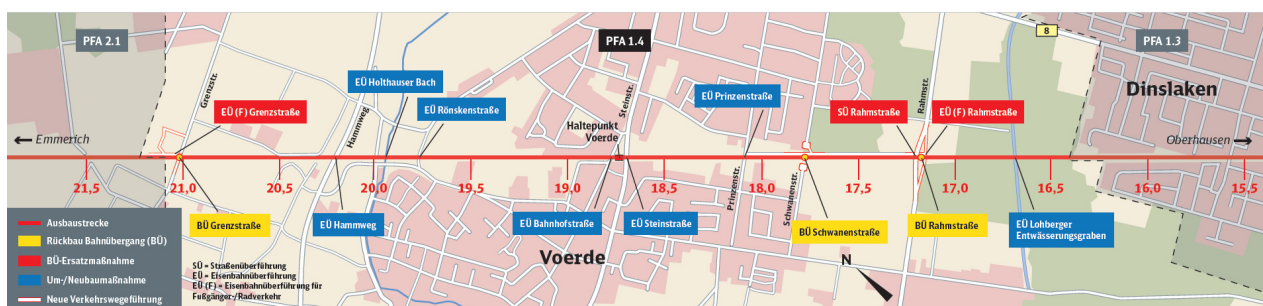 PFA 2.1
PFA 1.4
PFA 1.3
8
Grenzstr.
EÜ (F) Grenzstraße
Hammweg
EÜ Holthauser Bach
EÜ Rönskenstraße
Steinstr.
Haltepunkt
Voerde
EÜ Prinzenstraße
SÜ Rahmstraße
Rahmstr.
EÜ (F) Rahmstraße
Dinslaken
Emmerich
Oberhausen
21,5
21,0
20,5
20,0
19,5
19,0
18,5
18,0
17,5
17,0
16,5
16,0
15,5
Prinzenstr.
Schwanenstr.
BÜ Grenzstraße
EÜ Hammweg
EÜ Bahnhofstraße
EÜ Steinstraße
BÜ Schwanenstraße
BÜ Rahmstraße
EÜ Lohberger
Entwässerungsgraben
Voerde
N
Ausbaustrecke
Rückbau Bahnübergang (BÜ)
BÜ-Ersatzmaßnahme
Um-/Neubaumaßnahme
Neue Verkehrswegeführung
SÜ = Straßenüberführung
EÜ = Eisenbahnüberführung
EÜ (F) = Eisenbahnüberführung für
Fußgänger-/Radverkehr